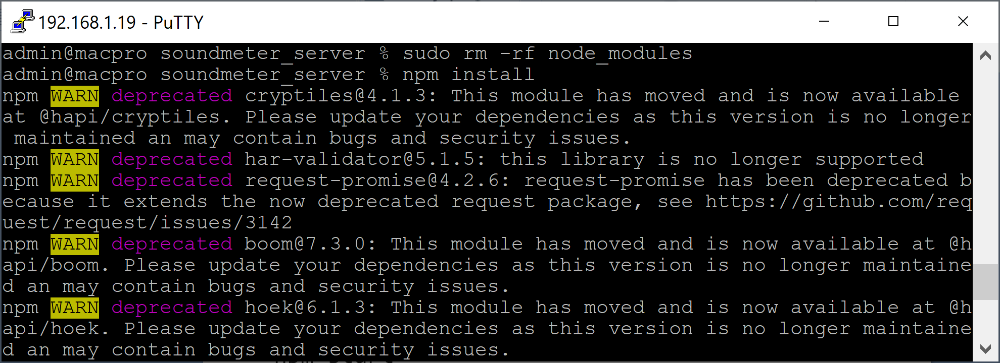 192.168.1.19 - PuTTY
admin@macpro soundmeter_server % sudo rm -rf node_modules
admin@macpro soundmeter_server % npm install
npm WARN deprecated cryptiles@4.1.3: This module has moved and is now available
at @hapi/cryptiles. Please update your dependencies as this version is no longer
 maintained an may contain bugs and security issues.
npm WARN deprecated har-validator@5.1.5: this library is no longer supported
npm WARN deprecated request-promise@4.2.6: request-promise has been deprecated b
ecause it extends the now deprecated request package, see https://github.com/req
uest/request/issues/3142
npm WARN deprecated boom@7.3.0: This module has moved and is now available at @h
api/boom. Please update your dependencies as this version is no longer maintaine
d an may contain bugs and security issues.
npm WARN deprecated hoek@6.1.3: This module has moved and is now available at @h
api/hoek. Please update your dependencies as this version is no longer maintaine
d an may contain bugs and security issues.